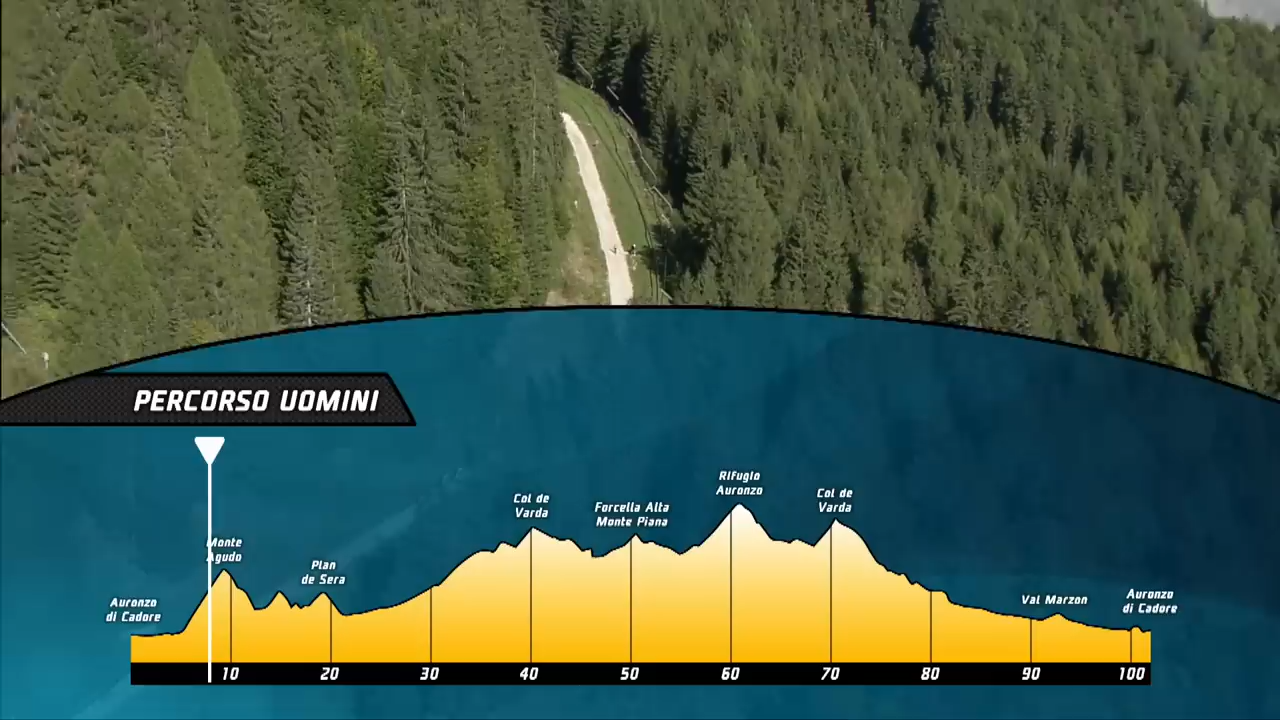 PERCORSO UOMINI
Auronzo
di Cadore
Monte
Agudo
Plan
de Sera
Col de
Varda
Forcella Alta
Monte Piana
Rifugio
Auronzo
Col de
Varda
Val Marzon
Auronzo
di Cadore
10 20 30 40 50 60 70 80 90 100